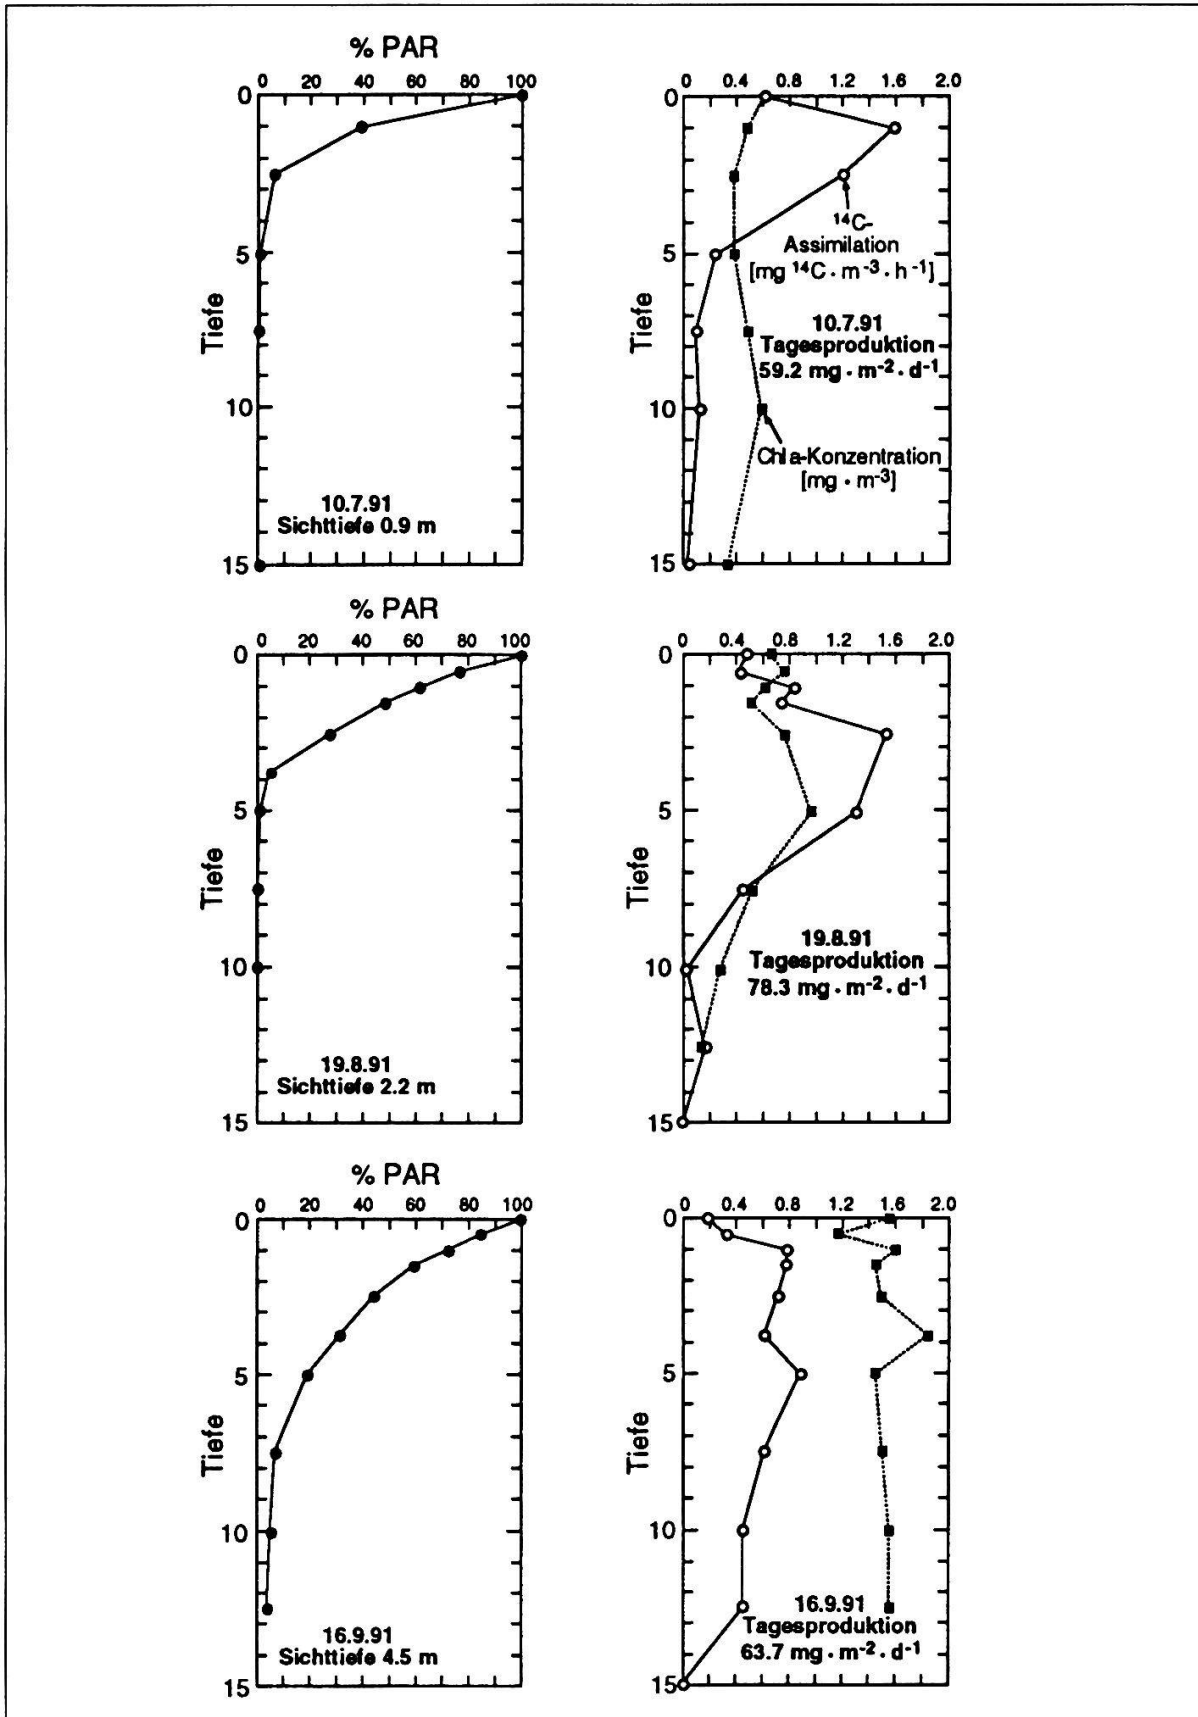 % PAR
0 20 40 60 80 100
0
5
10
15
Tiefe
10.7.91
Sichttiefe 0.9 m
0 0.4 0.8 1.2 1.6 2.0
0
5
10
15
Tiefe
14C-
Assimilation
[mg 14C · m-3 · h-1]
10.7.91
Tagesproduktion
59.2 mg · m-2 · d-1
Chl a-Konzentration
[mg · m-3]
% PAR
0 20 40 60 80 100
0
5
10
15
Tiefe
19.8.91
Sichttiefe 2.2 m
0 0.4 0.8 1.2 1.6 2.0
0
5
10
15
Tiefe
19.8.91
Tagesproduktion
78.3 mg · m-2 · d-1
% PAR
0 20 40 60 80 100
0
5
10
15
Tiefe
16.9.91
Sichttiefe 4.5 m
0 0.4 0.8 1.2 1.6 2.0
0
5
10
15
Tiefe
16.9.91
Tagesproduktion
63.7 mg · m-2 · d-1